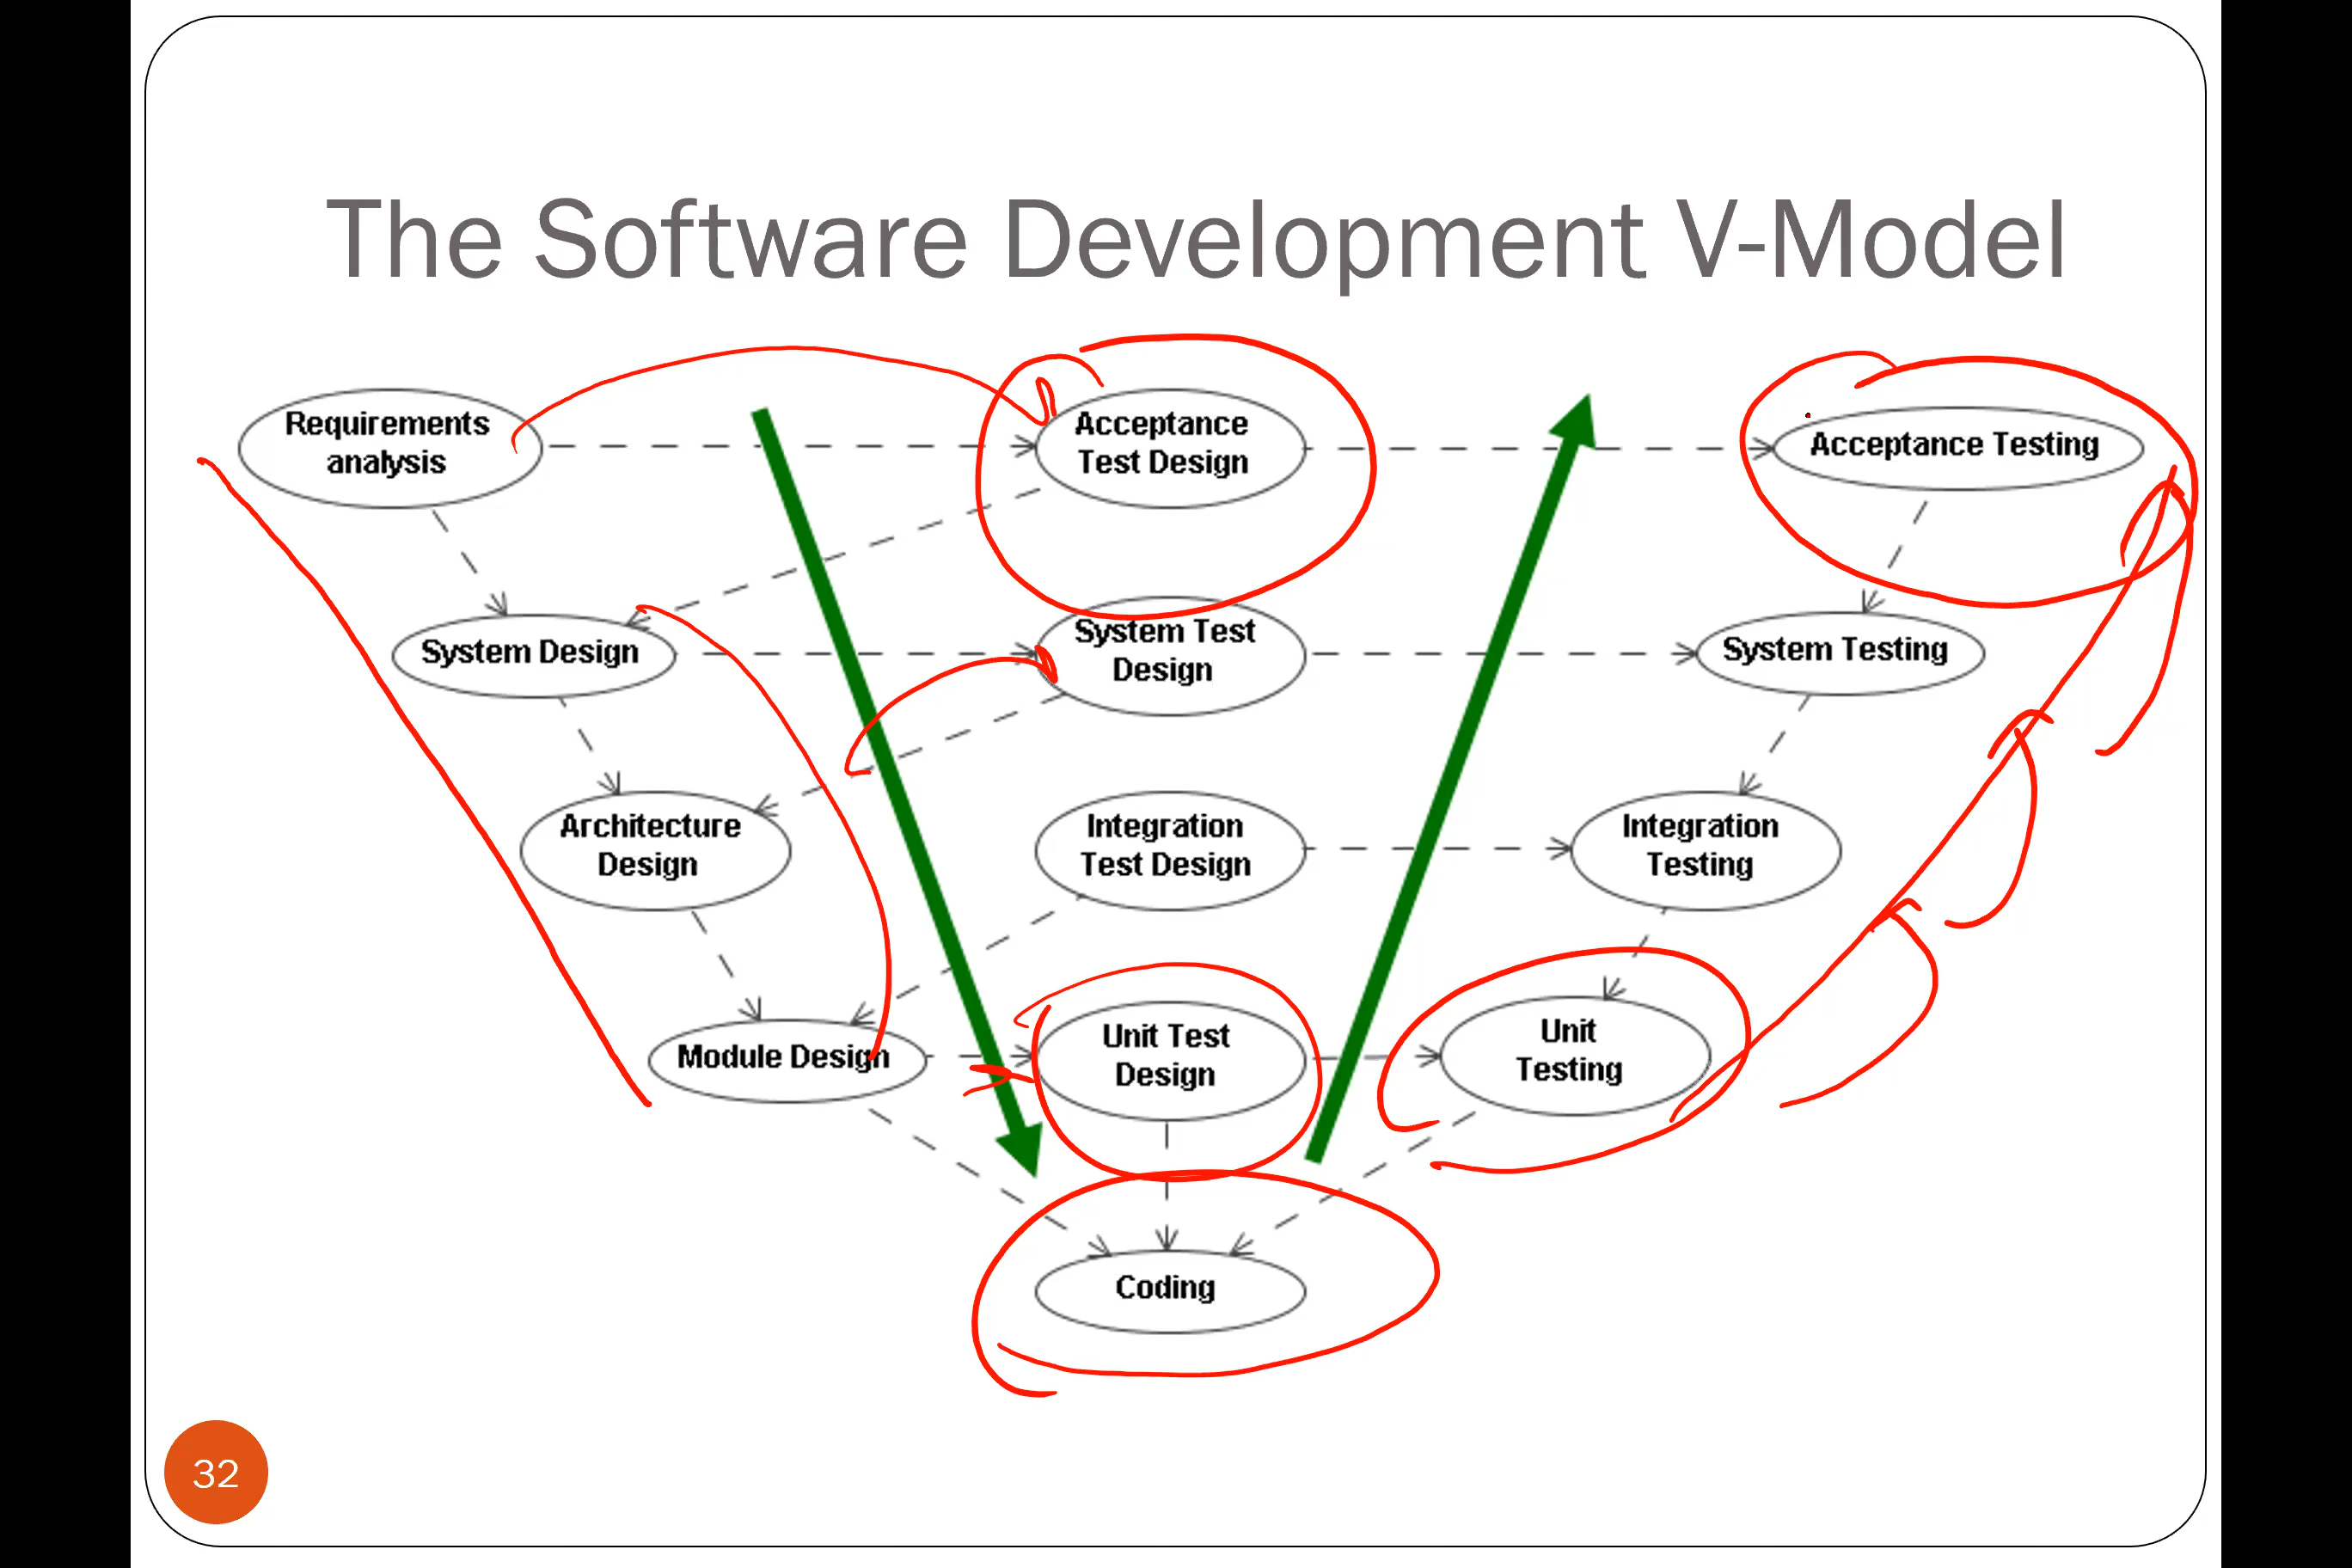 The Software Development V-Model
Requirements
analysis
Acceptance
Test Design
Acceptance Testing
System Design
System Test
Design
System Testing
Architecture
Design
Integration
Test Design
Integration
Testing
Module Design
Unit Test
Design
Unit
Testing
Coding
32